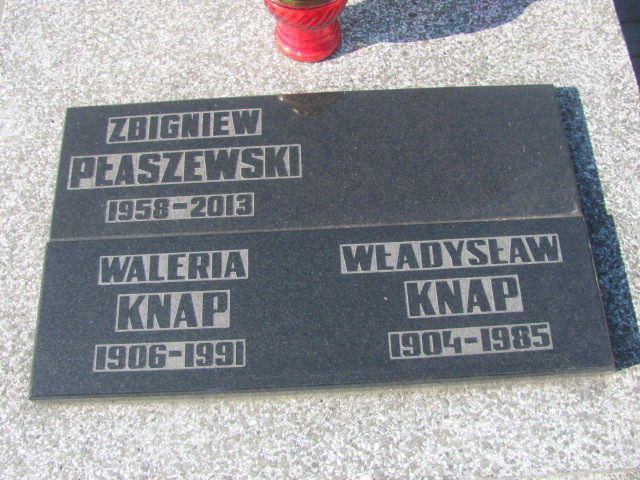 ZBIGNIEW
PŁASZEWSKI
1958-2013
WALERIA
KNAP
1906-1991
WŁADYSŁAW
KNAP
1904-1985